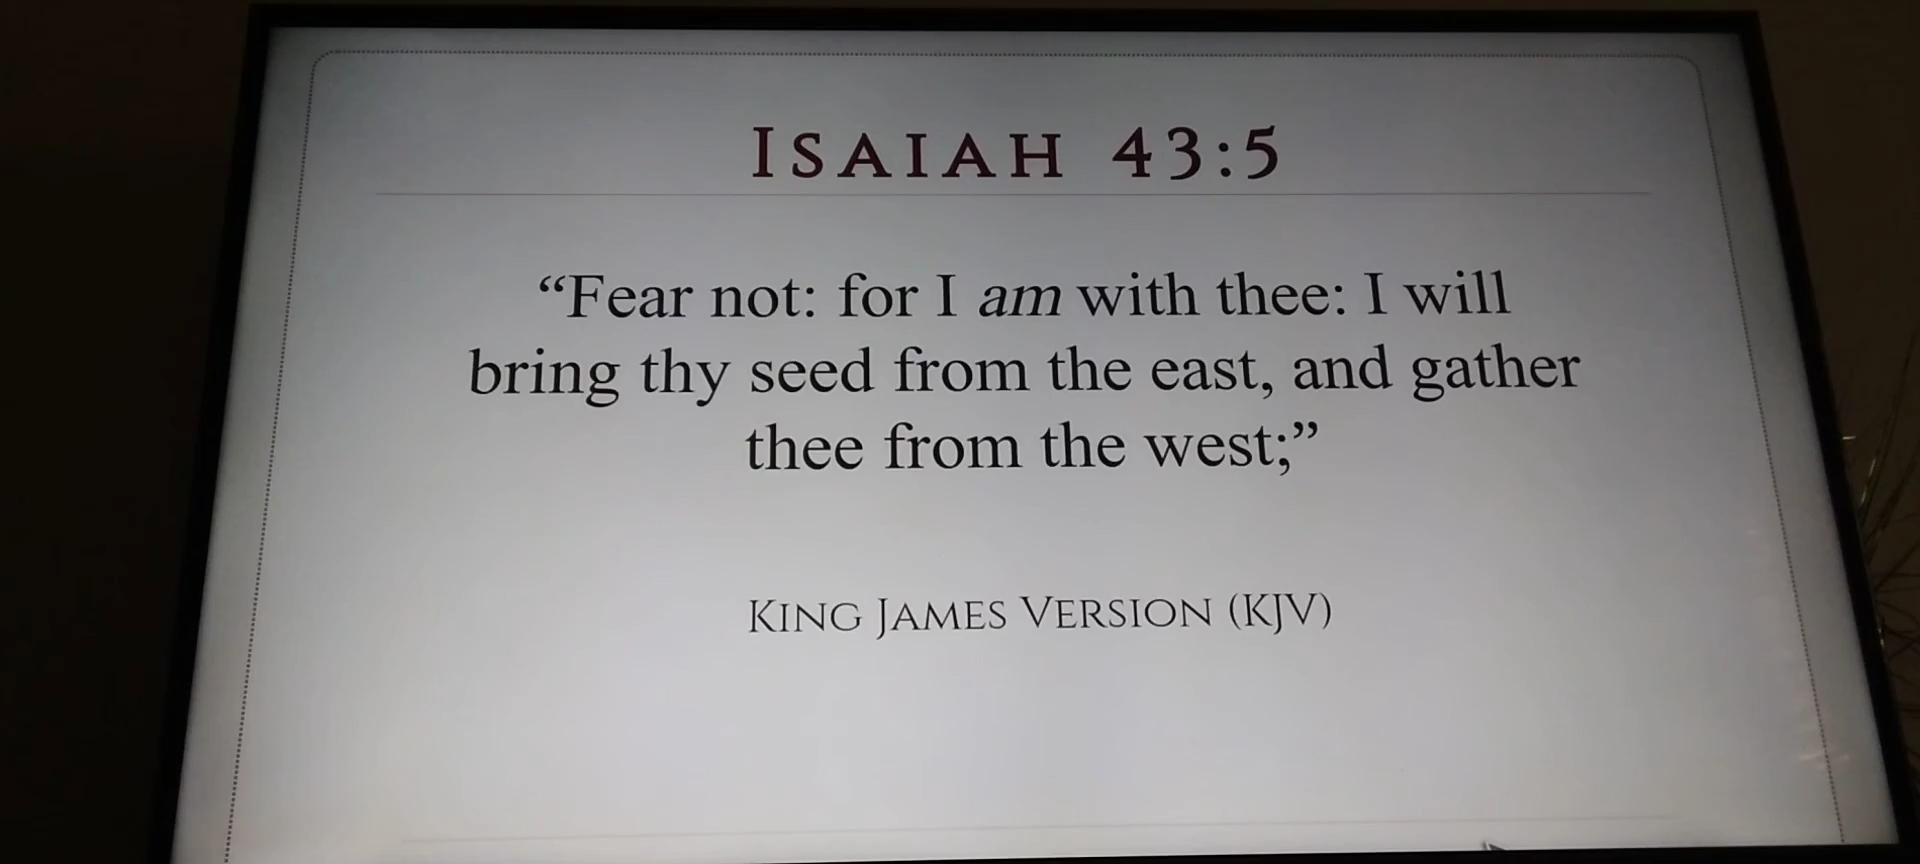 ISAIAH 43:5
“Fear not: for I am with thee: I will
bring thy seed from the east, and gather
thee from the west;”
KING JAMES VERSION (KJV)